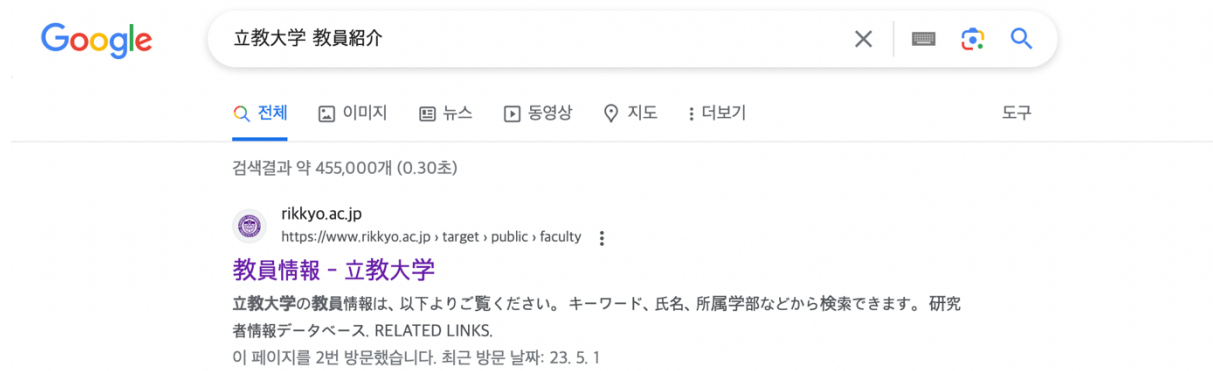 Google
立教大学 教員紹介
전체 이미지 뉴스 동영상 지도 더보기 도구
검색결과 약 455,000개 (0.30초)
rikkyo.ac.jp
https://www.rikkyo.ac.jp › target › public › faculty
教員情報 - 立教大学
立教大学の教員情報は、以下よりご覧ください。 キーワード、氏名、所属学部などから検索できます。 研究
者情報データベース. RELATED LINKS.
이 페이지를 2번 방문했습니다. 최근 방문 날짜: 23. 5. 1